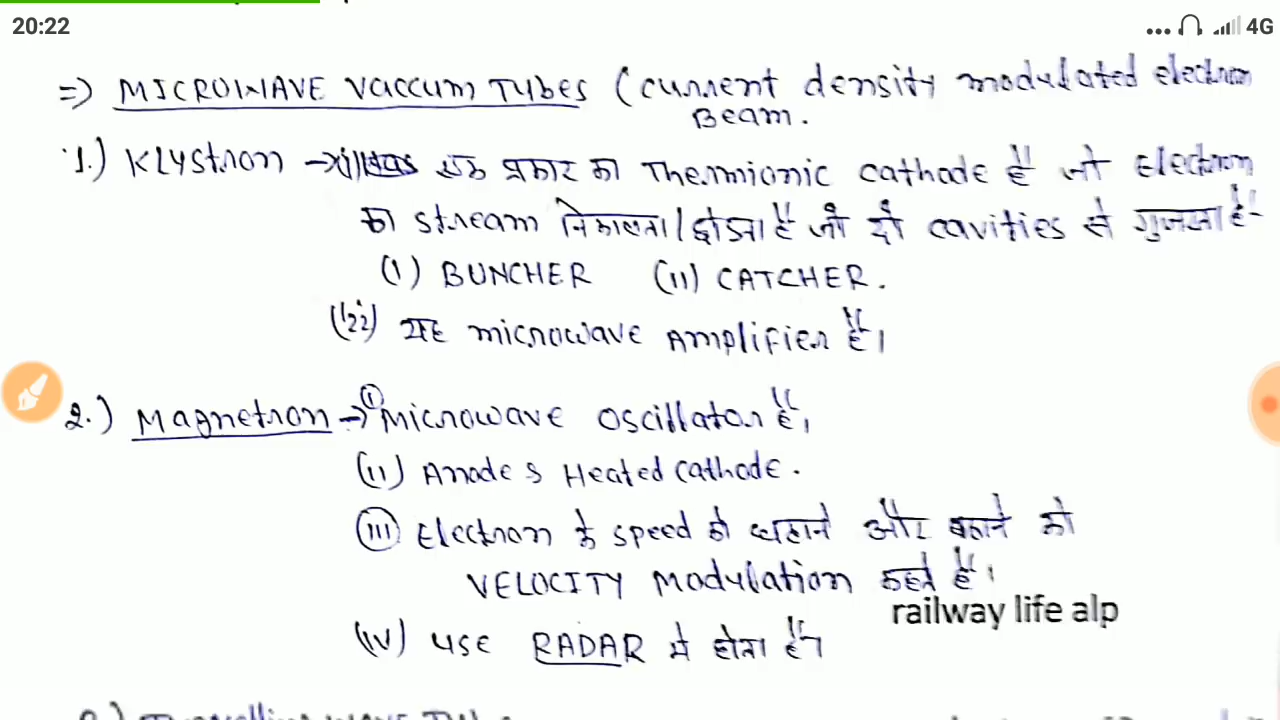 20:22 ... 4G
=> MICROWAVE VACCUM TUBES (current density modulated electron
Beam.
1.) Klystron → एक प्रकार का Thermionic cathode है जो Electron
का stream निकालता/छोड़ता है जो दो cavities से गुजरता है-
(I) BUNCHER (II) CATCHER.
यह microwave Amplifier है।
2.) Magnetron → (i) Microwave oscillator है,
(II) Anode & Heated cathode.
(III) Electron के speed को घटाने और बढ़ाने को
VELOCITY Modulation कहते है।
railway life alp
(IV) use RADAR मे होता है।